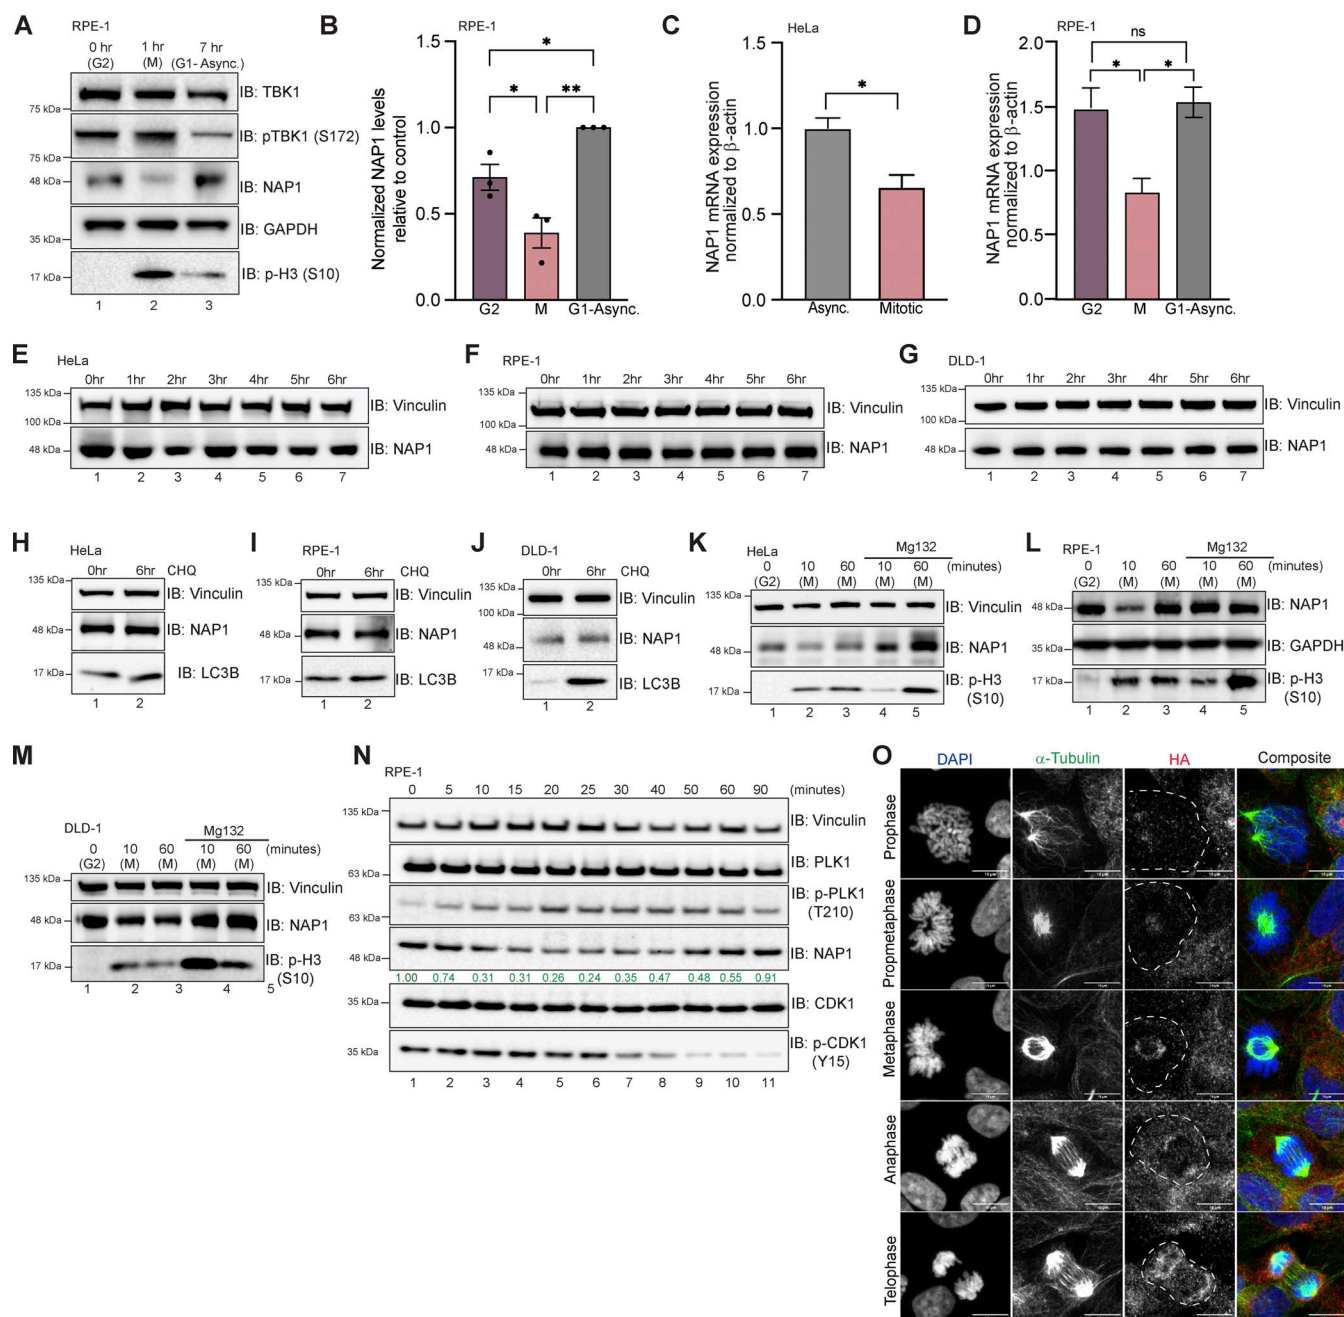 A
RPE-1
0 hr
(G2)
1 hr
(M)
7 hr
(G1- Async.)
75 kDa
IB: TBK1
IB: pTBK1 (S172)
75 kDa
48 kDa
IB: NAP1
IB: GAPDH
35 kDa
17 kDa
IB: p-H3 (S10)
1 2 3
B
RPE-1
Normalized NAP1 levels
relative to control
1.5
1.0
0.5
0.0
*
* **
G2 M G1-Async.
C
HeLa
NAP1 mRNA expression
normalized to β-actin
1.5
1.0
0.5
0.0
*
Async. Mitotic
D
RPE-1
NAP1 mRNA expression
normalized to β-actin
2.0
1.5
1.0
0.5
0.0
ns
* *
G2 M G1-Async.
E
HeLa
0hr 1hr 2hr 3hr 4hr 5hr 6hr
135 kDa
IB: Vinculin
100 kDa
48 kDa
IB: NAP1
1 2 3 4 5 6 7
F
RPE-1
0hr 1hr 2hr 3hr 4hr 5hr 6hr
135 kDa
IB: Vinculin
100 kDa
48 kDa
IB: NAP1
1 2 3 4 5 6 7
G
DLD-1
0hr 1hr 2hr 3hr 4hr 5hr 6hr
135 kDa
IB: Vinculin
100 kDa
48 kDa
IB: NAP1
1 2 3 4 5 6 7
H
HeLa
0hr 6hr CHQ
135 kDa
IB: Vinculin
48 kDa
IB: NAP1
17 kDa
IB: LC3B
1 2
I
RPE-1
0hr 6hr CHQ
135 kDa
IB: Vinculin
48 kDa
IB: NAP1
17 kDa
IB: LC3B
1 2
J
DLD-1
0hr 6hr CHQ
135 kDa
IB: Vinculin
100 kDa
48 kDa
IB: NAP1
17 kDa
IB: LC3B
1 2
K
HeLa
Mg132
0 10 60 10 60 (minutes)
(G2) (M) (M) (M) (M)
135 kDa
IB: Vinculin
48 kDa
IB: NAP1
17 kDa
IB: p-H3
(S10)
1 2 3 4 5
L
RPE-1
Mg132
0 10 60 10 60 (minutes)
(G2) (M) (M) (M) (M)
48 kDa
IB: NAP1
35 kDa
IB: GAPDH
17 kDa
IB: p-H3
(S10)
1 2 3 4 5
M
DLD-1
Mg132
0 10 60 10 60 (minutes)
(G2) (M) (M) (M) (M)
135 kDa
IB: Vinculin
48 kDa
IB: NAP1
17 kDa
IB: p-H3
(S10)
1 2 3 4 5
N
RPE-1
0 5 10 15 20 25 30 40 50 60 90 (minutes)
135 kDa
IB: Vinculin
IB: PLK1
63 kDa
IB: p-PLK1
(T210)
63 kDa
IB: NAP1
48 kDa
1.00 0.74 0.31 0.31 0.26 0.24 0.35 0.47 0.48 0.55 0.91
35 kDa
IB: CDK1
35 kDa
IB: p-CDK1
(Y15)
1 2 3 4 5 6 7 8 9 10 11
O
DAPI α-Tubulin HA Composite
Prophase
Propmetaphase
Metaphase
Anaphase
Telophase